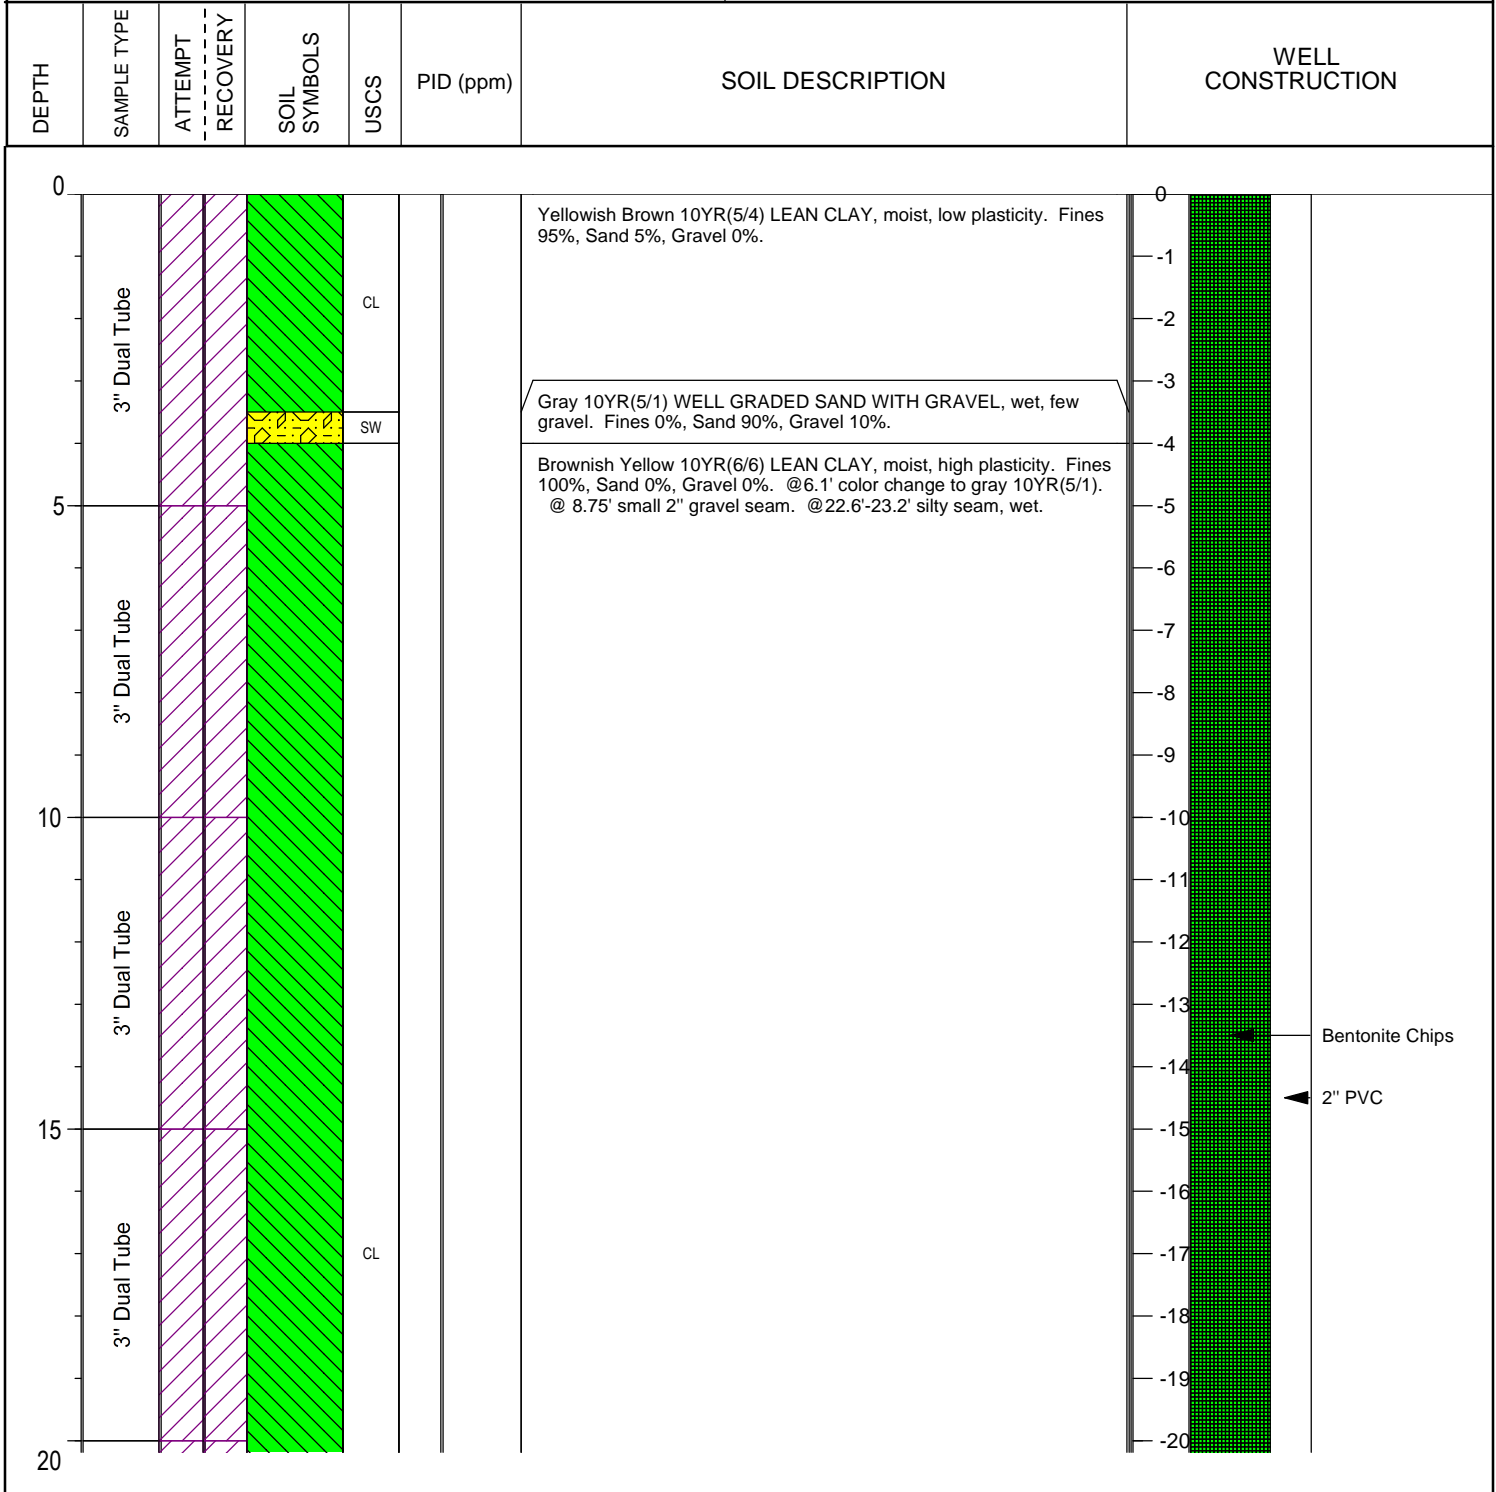 DEPTH
SAMPLE TYPE
ATTEMPT
RECOVERY
SOIL
SYMBOLS
USCS
PID (ppm)
SOIL DESCRIPTION
WELL
CONSTRUCTION
0
5
10
15
20
3" Dual Tube
3" Dual Tube
3" Dual Tube
3" Dual Tube
CL
SW
CL
Yellowish Brown 10YR(5/4) LEAN CLAY, moist, low plasticity. Fines
95%, Sand 5%, Gravel 0%.
Gray 10YR(5/1) WELL GRADED SAND WITH GRAVEL, wet, few
gravel. Fines 0%, Sand 90%, Gravel 10%.
Brownish Yellow 10YR(6/6) LEAN CLAY, moist, high plasticity. Fines
100%, Sand 0%, Gravel 0%. @6.1' color change to gray 10YR(5/1).
@ 8.75' small 2" gravel seam. @22.6'-23.2' silty seam, wet.
0
-1
-2
-3
-4
-5
-6
-7
-8
-9
-10
-11
-12
-13
-14
-15
-16
-17
-18
-19
-20
Bentonite Chips
2" PVC